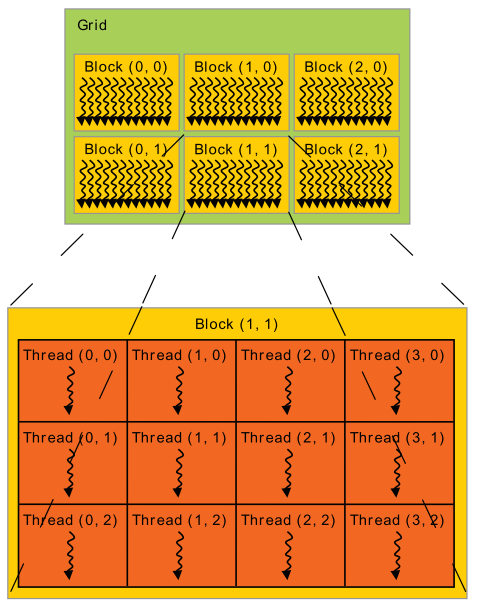 Grid
Block (0, 0) Block (1, 0) Block (2, 0)
Block (0, 1) Block (1, 1) Block (2, 1)
Block (1, 1)
Thread (0, 0) Thread (1, 0) Thread (2, 0) Thread (3, 0)
Thread (0, 1) Thread (1, 1) Thread (2, 1) Thread (3, 1)
Thread (0, 2) Thread (1, 2) Thread (2, 2) Thread (3, 2)